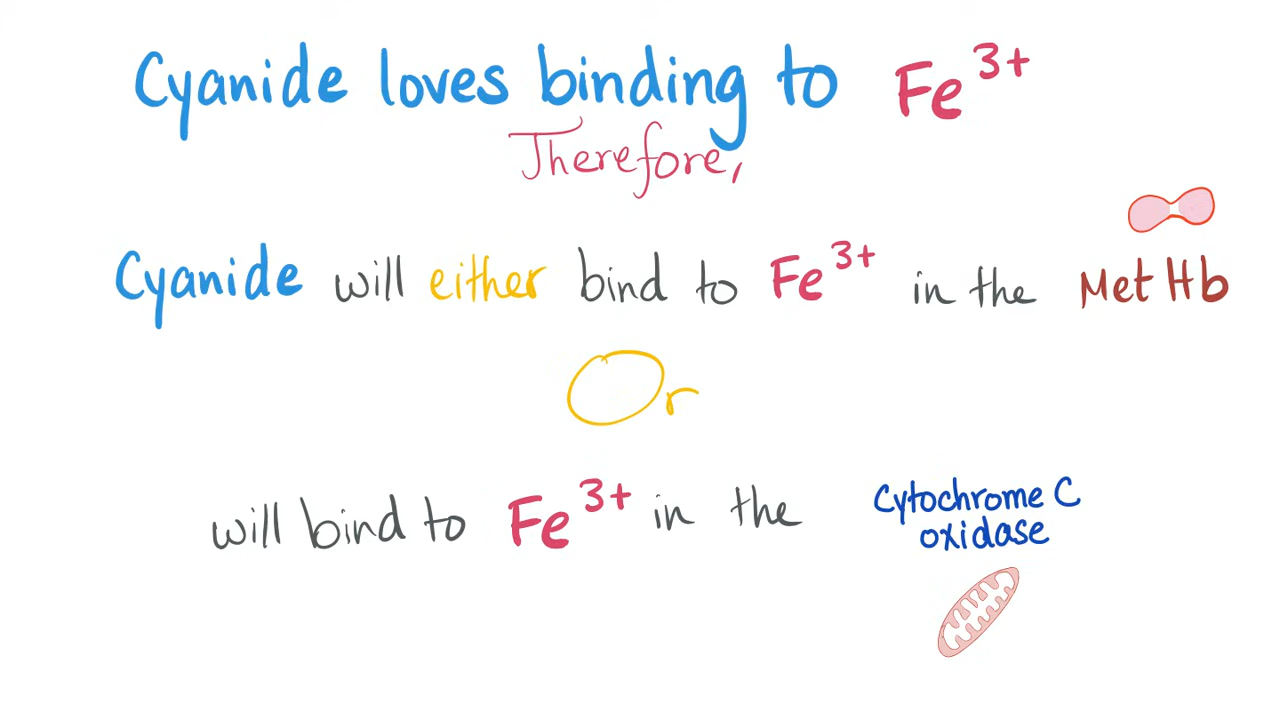 Cyanide loves binding to Fe³⁺
Therefore,
Cyanide will either bind to Fe³⁺ in the Met Hb
Or
will bind to Fe³⁺ in the Cytochrome C
oxidase